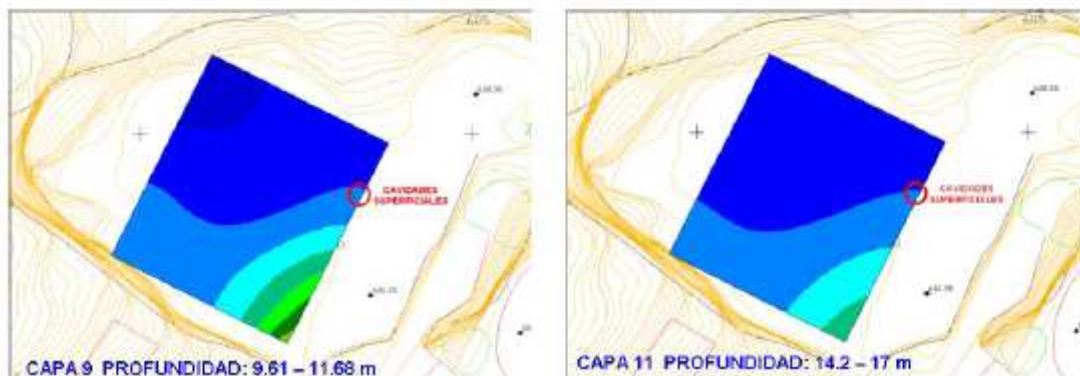 CAVIDADES
SUPERFICIALES
CAPA 9 PROFUNDIDAD: 9.61 – 11.68 m
CAVIDADES
SUPERFICIALES
CAPA 11 PROFUNDIDAD: 14.2 – 17 m